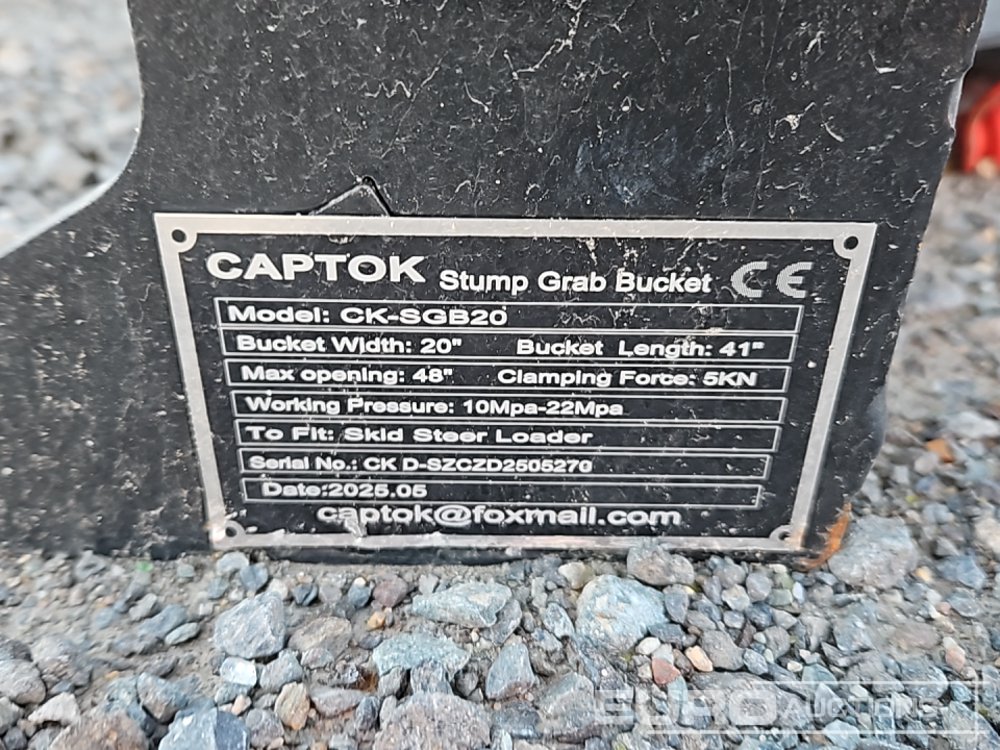 CAPTOK Stump Grab Bucket CE
Model: CK-SGB20
Bucket Width: 20" Bucket Length: 41"
Max opening: 48" Clamping Force: 5KN
Working Pressure: 10Mpa-22Mpa
To Fit: Skid Steer Loader
Serial No.: CK D-SZCZD2505270
Date:2025.05
captok@foxmail.com
EURO AUCTIONS